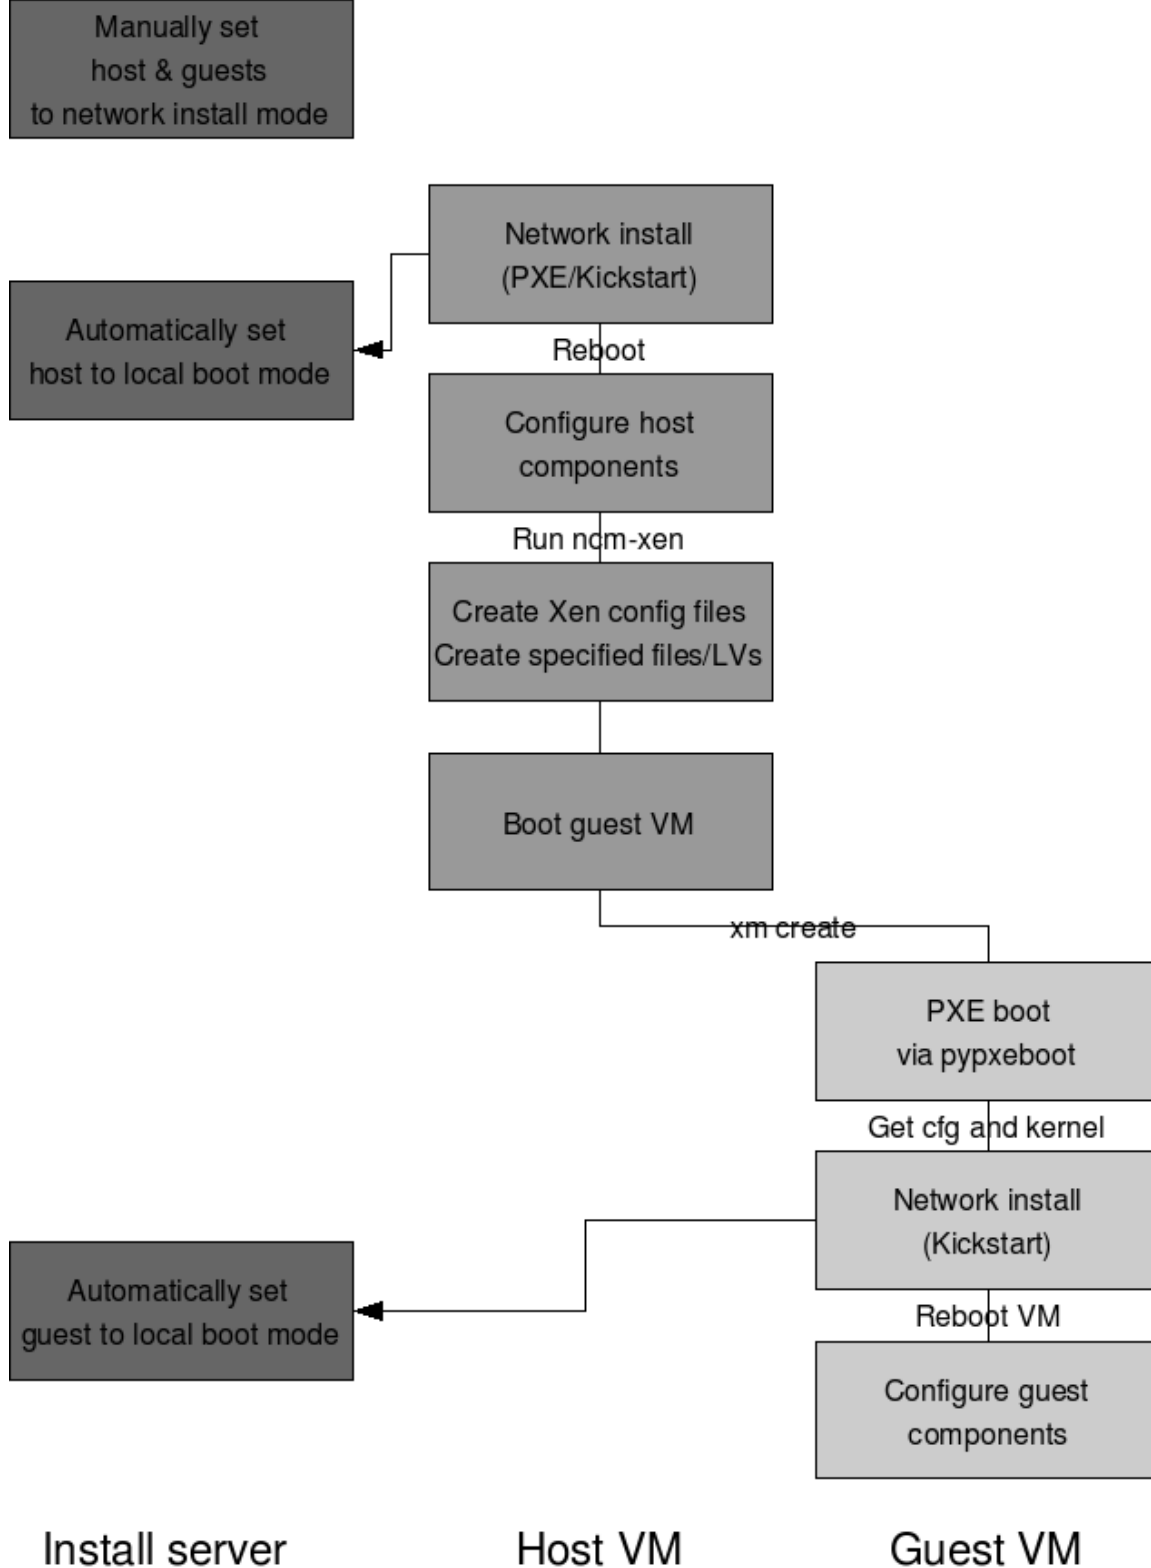 Manually set
host & guests
to network install mode
Network install
(PXE/Kickstart)
Automatically set
host to local boot mode
Reboot
Configure host
components
Run ncm-xen
Create Xen config files
Create specified files/LVs
Boot guest VM
xm create
PXE boot
via pypxeboot
Get cfg and kernel
Network install
(Kickstart)
Automatically set
guest to local boot mode
Reboot VM
Configure guest
components
Install server
Host VM
Guest VM